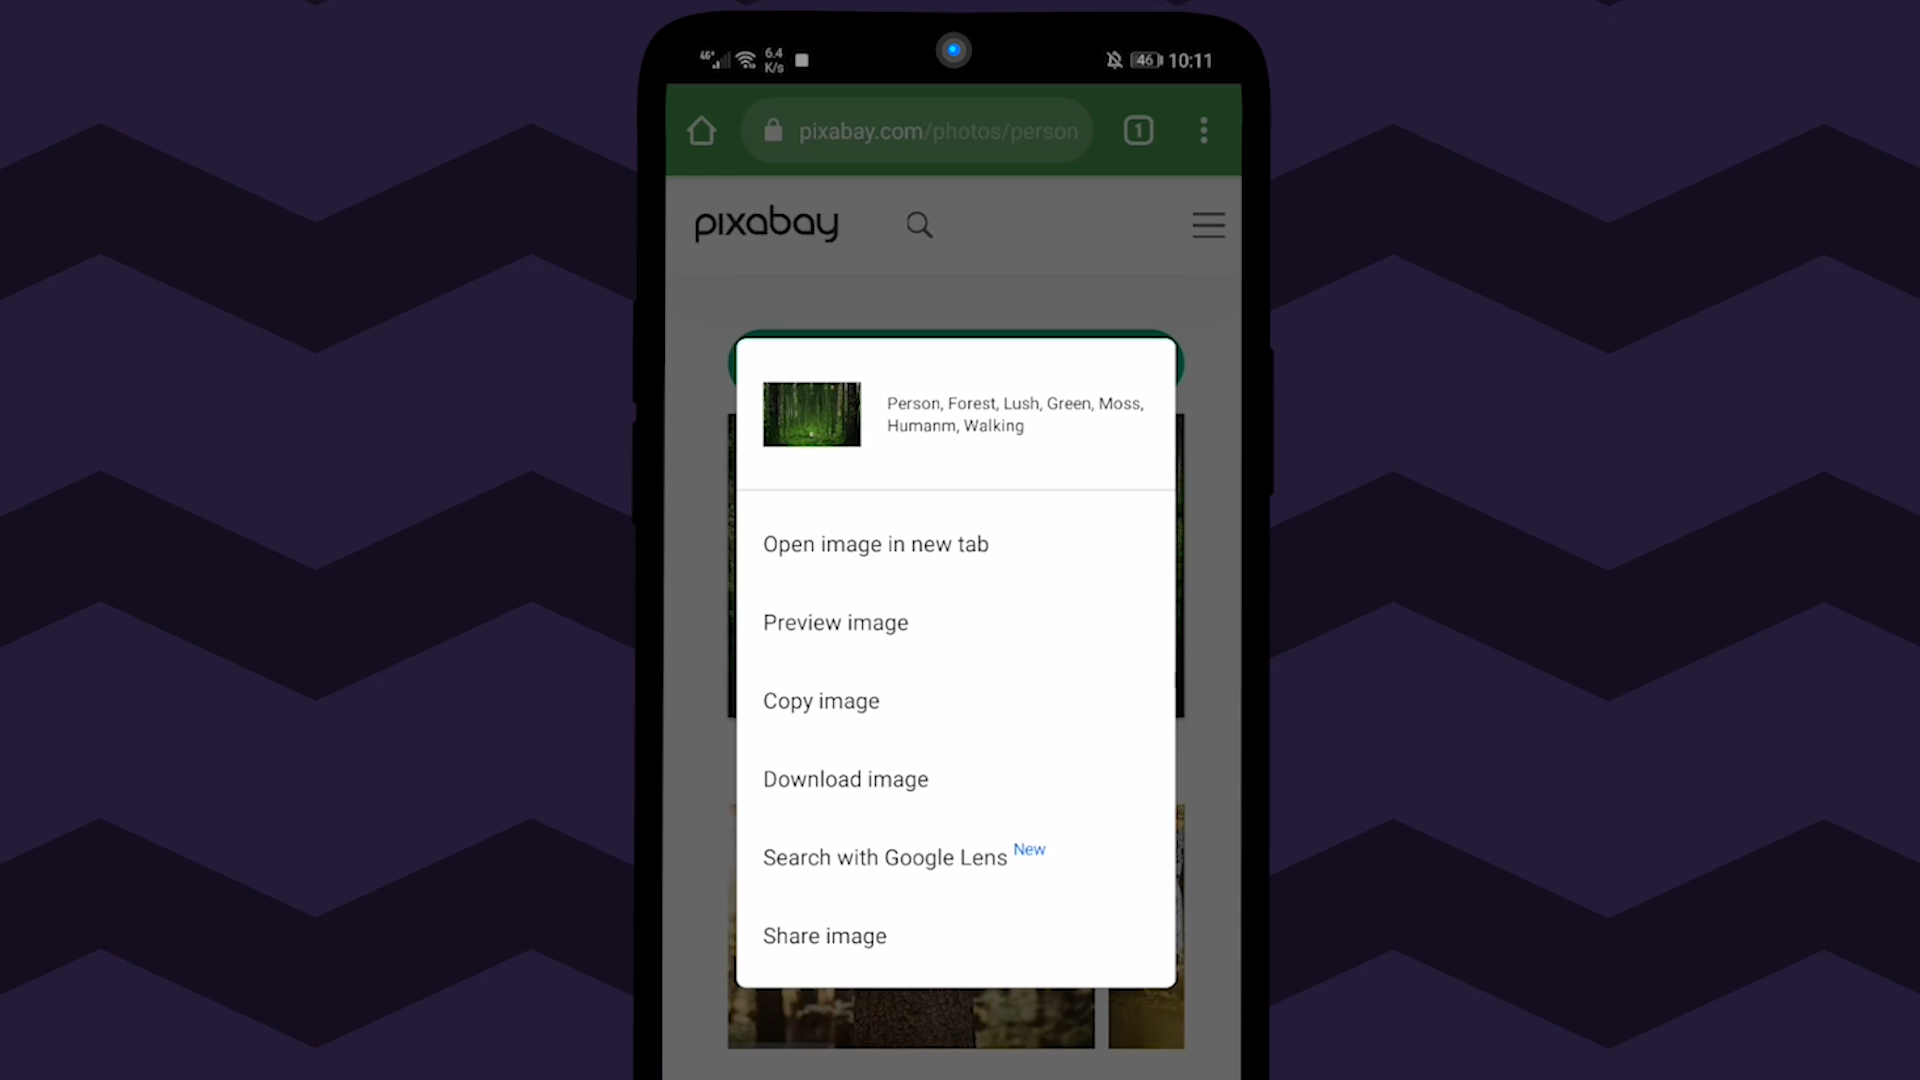 4G+ 6.4 K/s 46 10:11
pixabay.com/photos/person 1
pixabay
Person, Forest, Lush, Green, Moss,
Humanm, Walking
Open image in new tab
Preview image
Copy image
Download image
Search with Google Lens New
Share image